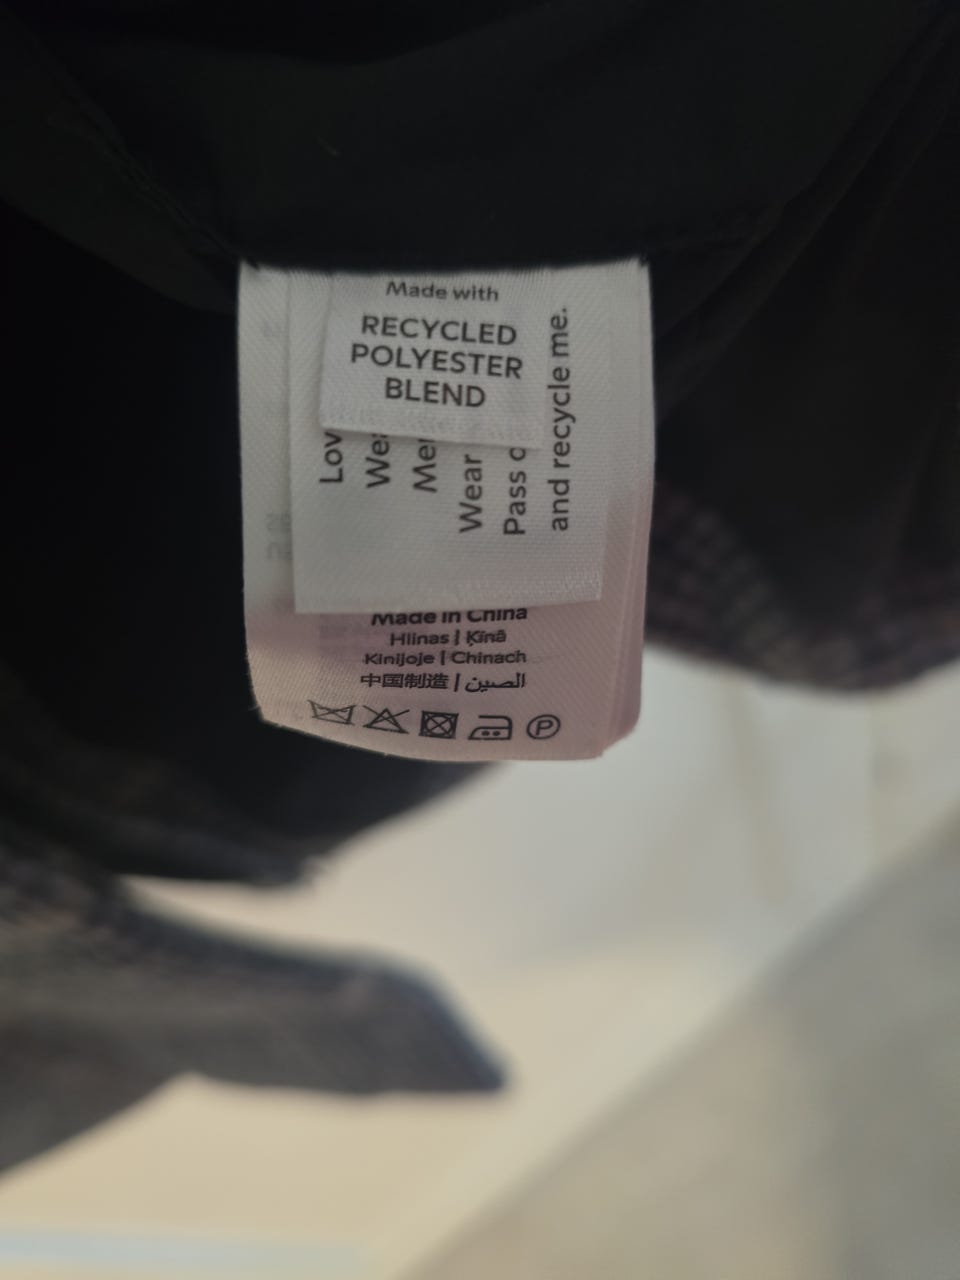 Made with
RECYCLED
POLYESTER
BLEND
Wear
Pass
and recycle me.
Made in China
Hiinas | Ķīnā
Kinijoje | Chinach
中国制造 | الصين
P